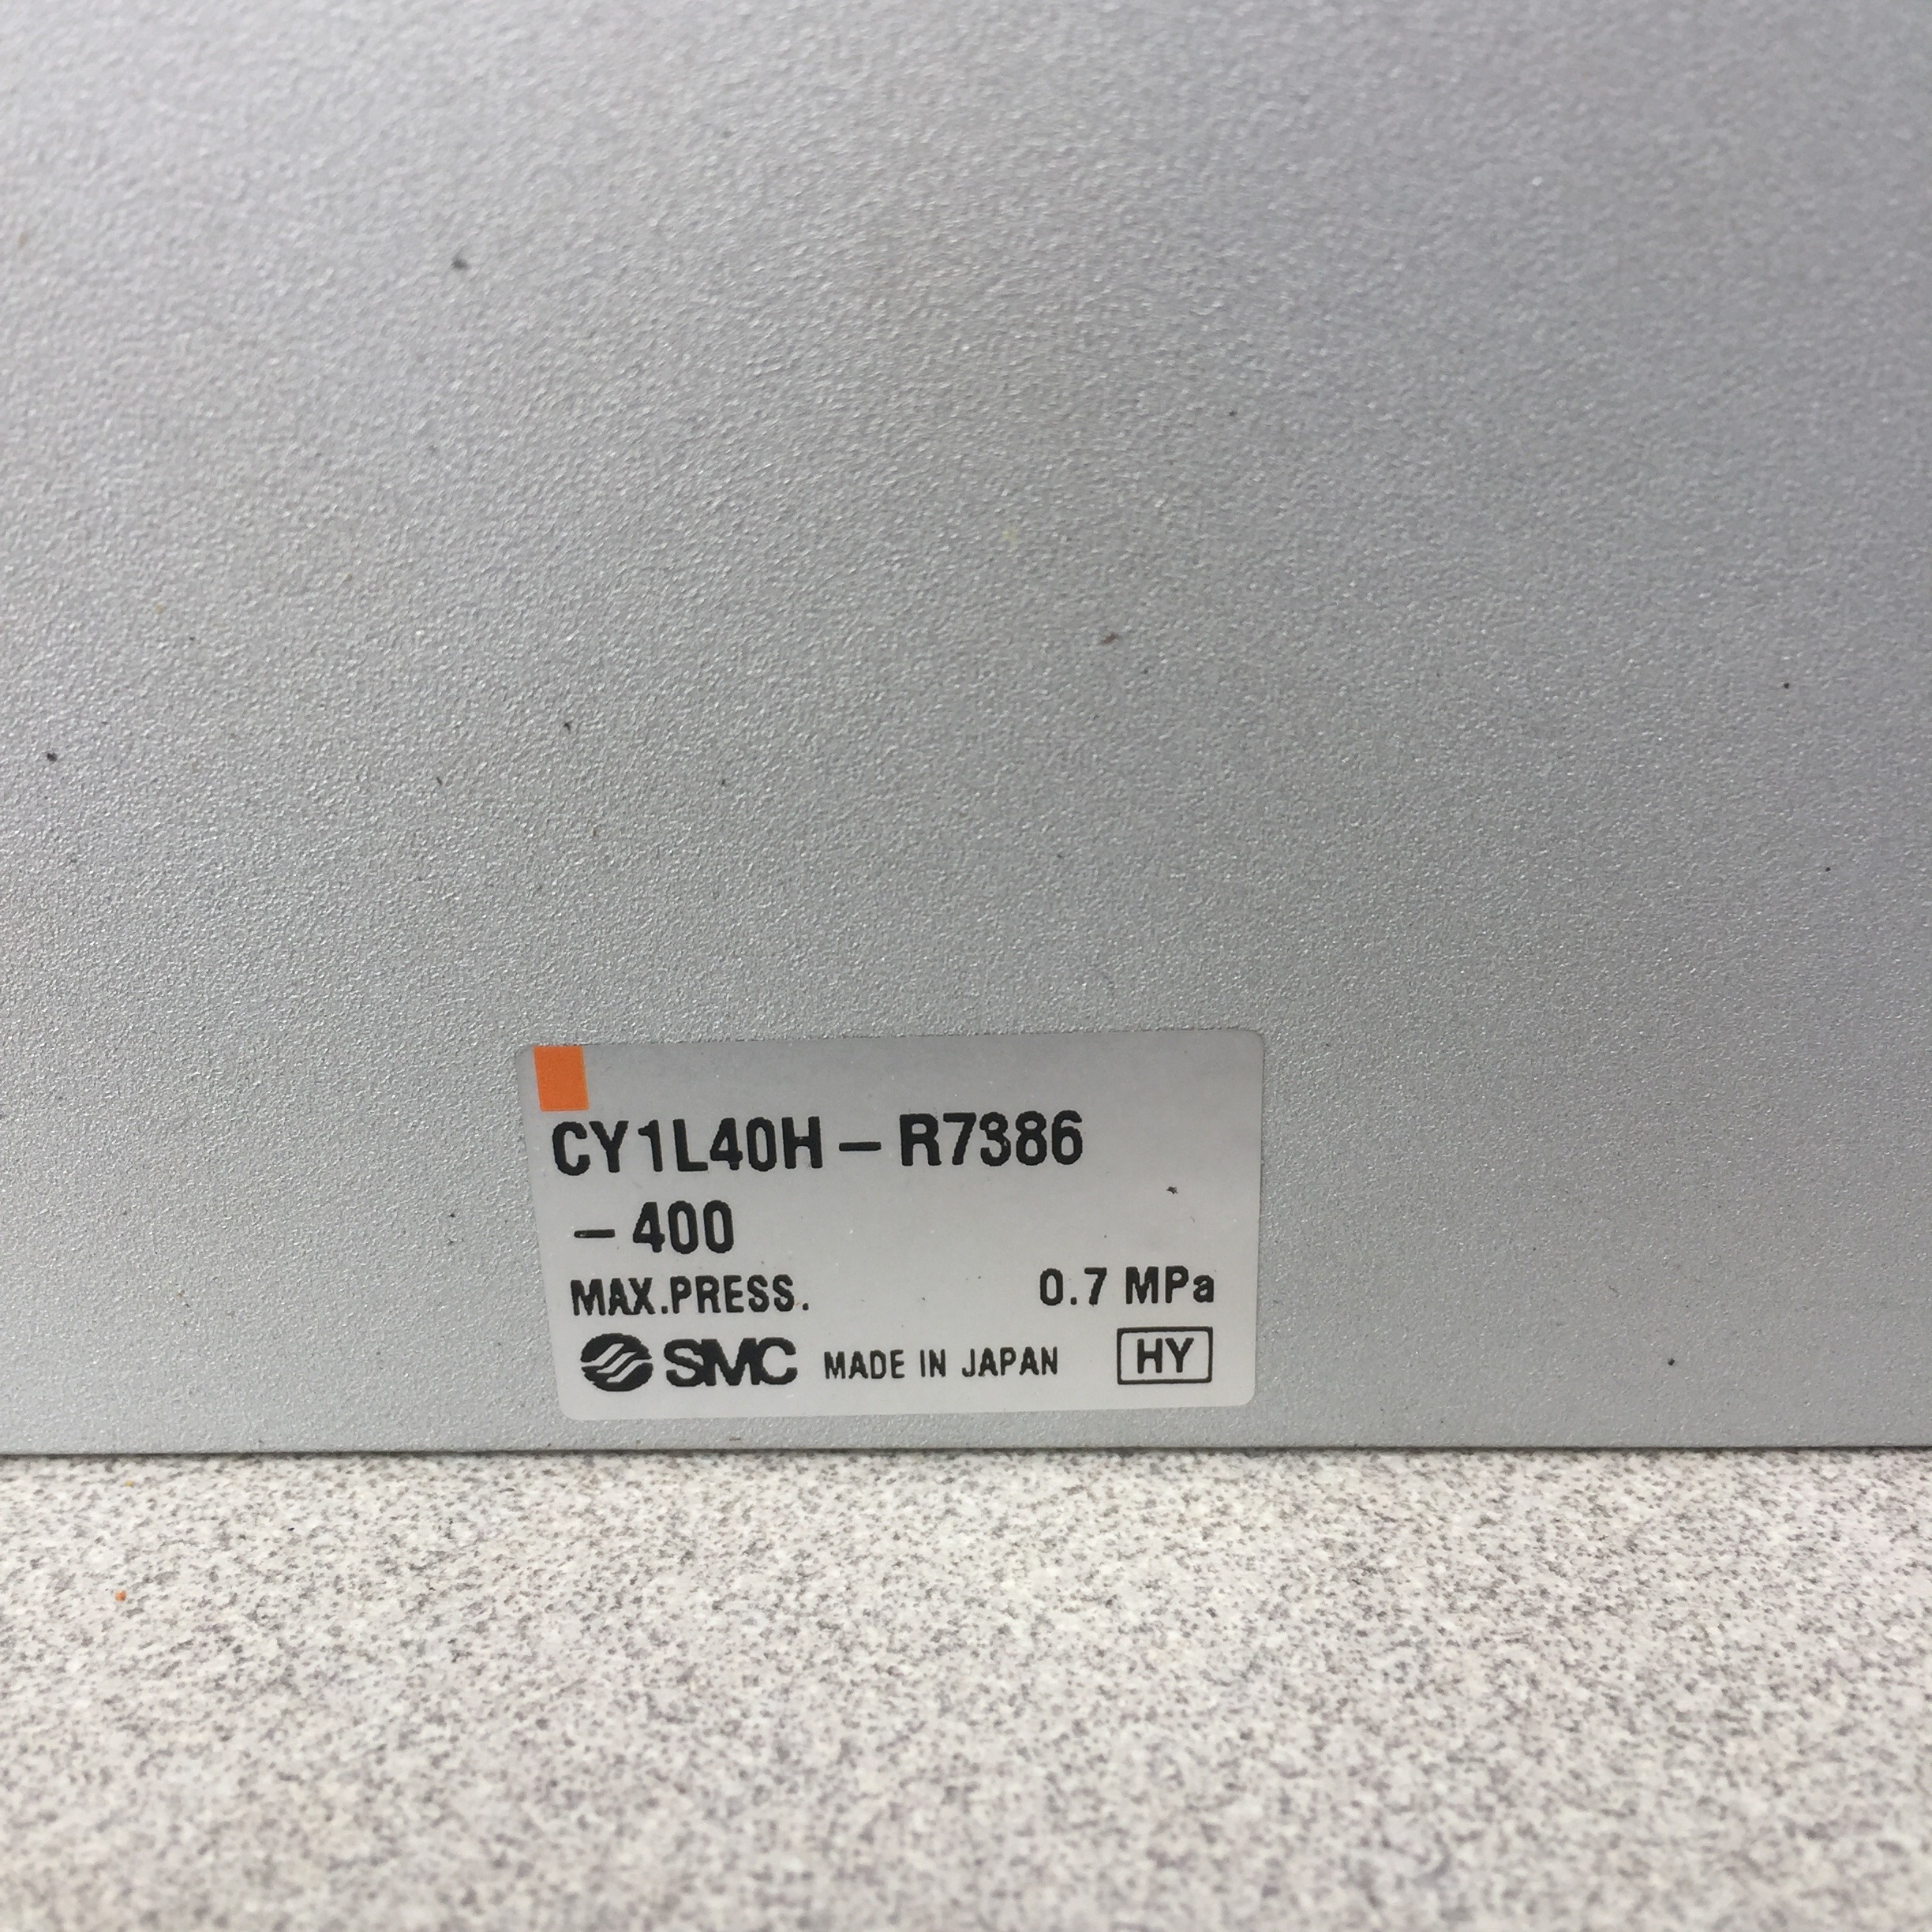 CY1L40H-R7386
-400
MAX.PRESS. 0.7 MPa
SMC MADE IN JAPAN HY